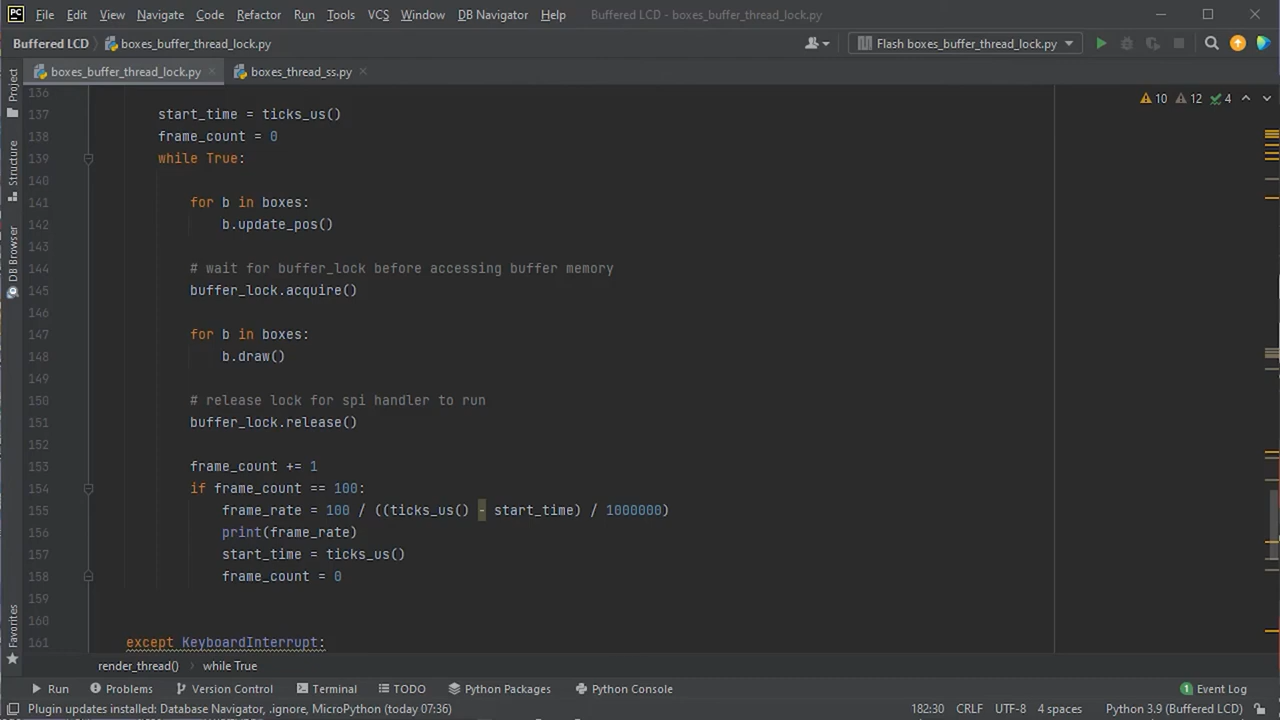 PC File Edit View Navigate Code Refactor Run Tools VCS Window DB Navigator Help Buffered LCD - boxes_buffer_thread_lock.py
Buffered LCD boxes_buffer_thread_lock.py Flash boxes_buffer_thread_lock.py
boxes_buffer_thread_lock.py boxes_thread_ss.py
Project
Structure
DB Browser
Favorites
10 12 4
136
137 start_time = ticks_us()
138 frame_count = 0
139 while True:
140
141 for b in boxes:
142 b.update_pos()
143
144 # wait for buffer_lock before accessing buffer memory
145 buffer_lock.acquire()
146
147 for b in boxes:
148 b.draw()
149
150 # release lock for spi handler to run
151 buffer_lock.release()
152
153 frame_count += 1
154 if frame_count == 100:
155 frame_rate = 100 / ((ticks_us() - start_time) / 1000000)
156 print(frame_rate)
157 start_time = ticks_us()
158 frame_count = 0
159
160
161 except KeyboardInterrupt:
render_thread() while True
Run Problems Version Control Terminal TODO Python Packages Python Console 1 Event Log
Plugin updates installed: Database Navigator, .ignore, MicroPython (today 07:36) 182:30 CRLF UTF-8 4 spaces Python 3.9 (Buffered LCD)